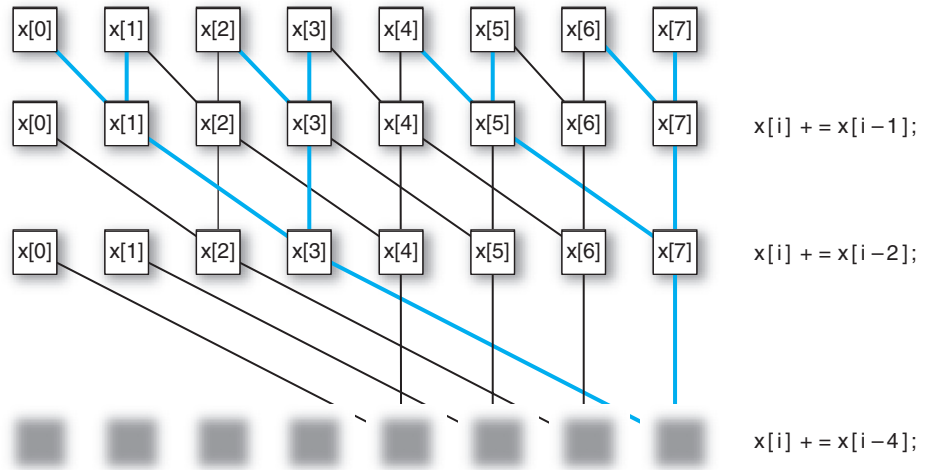 x[0] x[1] x[2] x[3] x[4] x[5] x[6] x[7]
x[0] x[1] x[2] x[3] x[4] x[5] x[6] x[7] x[i] += x[i-1];
x[0] x[1] x[2] x[3] x[4] x[5] x[6] x[7] x[i] += x[i-2];
x[i] += x[i-4];